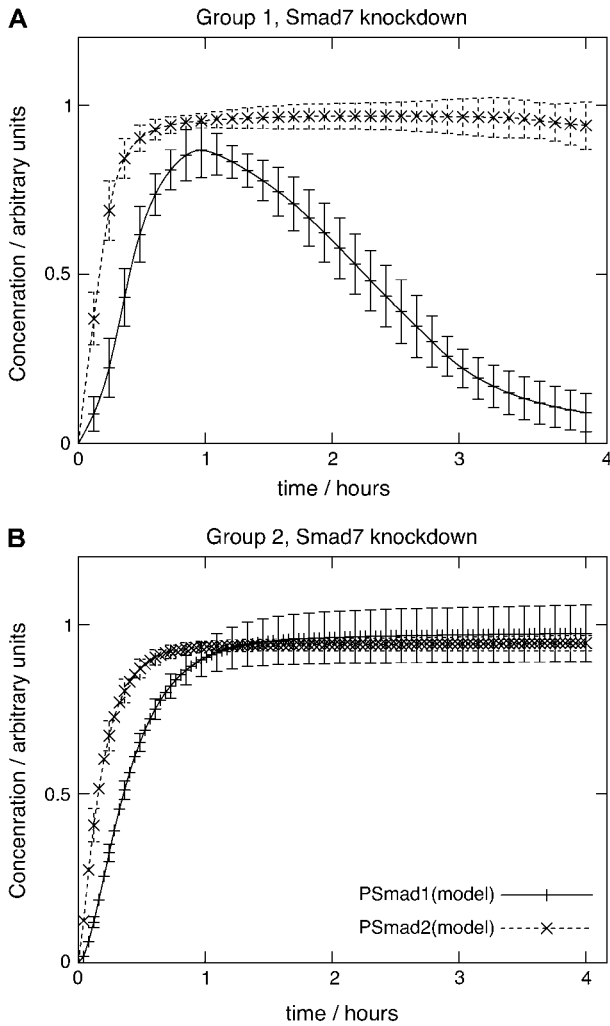 A
Group 1, Smad7 knockdown
Concenration / arbitrary units
1
0.5
0
0
1
2
3
4
time / hours
B
Group 2, Smad7 knockdown
Concenration / arbitrary units
1
0.5
0
PSmad1(model)
PSmad2(model)
0
1
2
3
4
time / hours